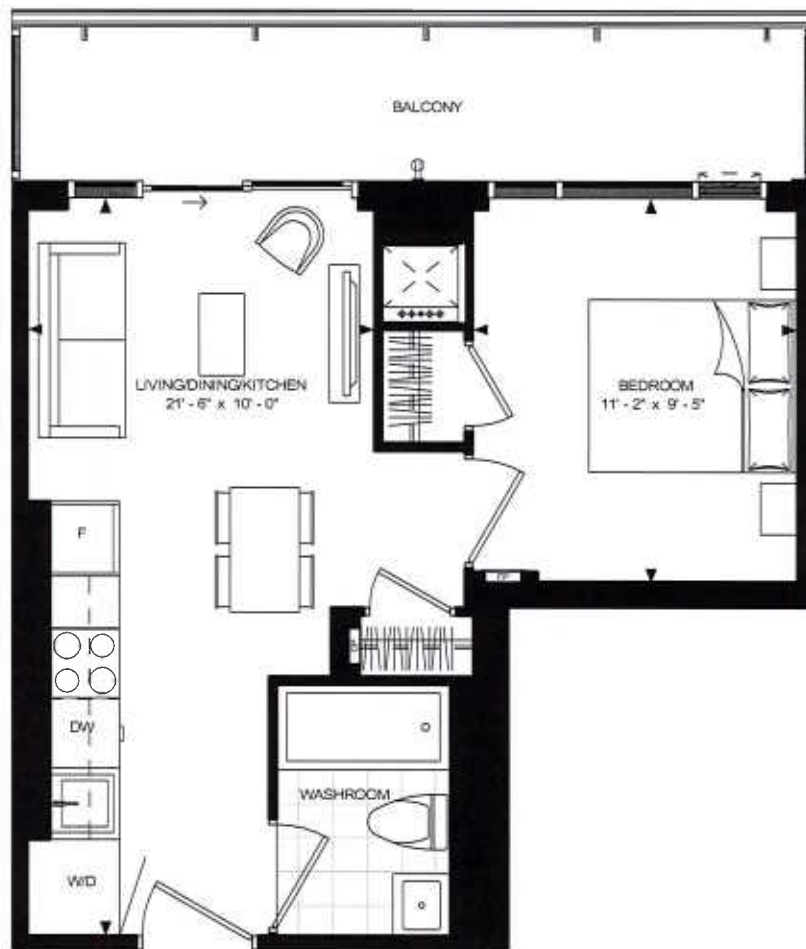 BALCONY
LIVING/DINING/KITCHEN
21' - 6" x 10' - 0"
BEDROOM
11' - 2" x 9' - 5"
F
DW
WASHROOM
W/D